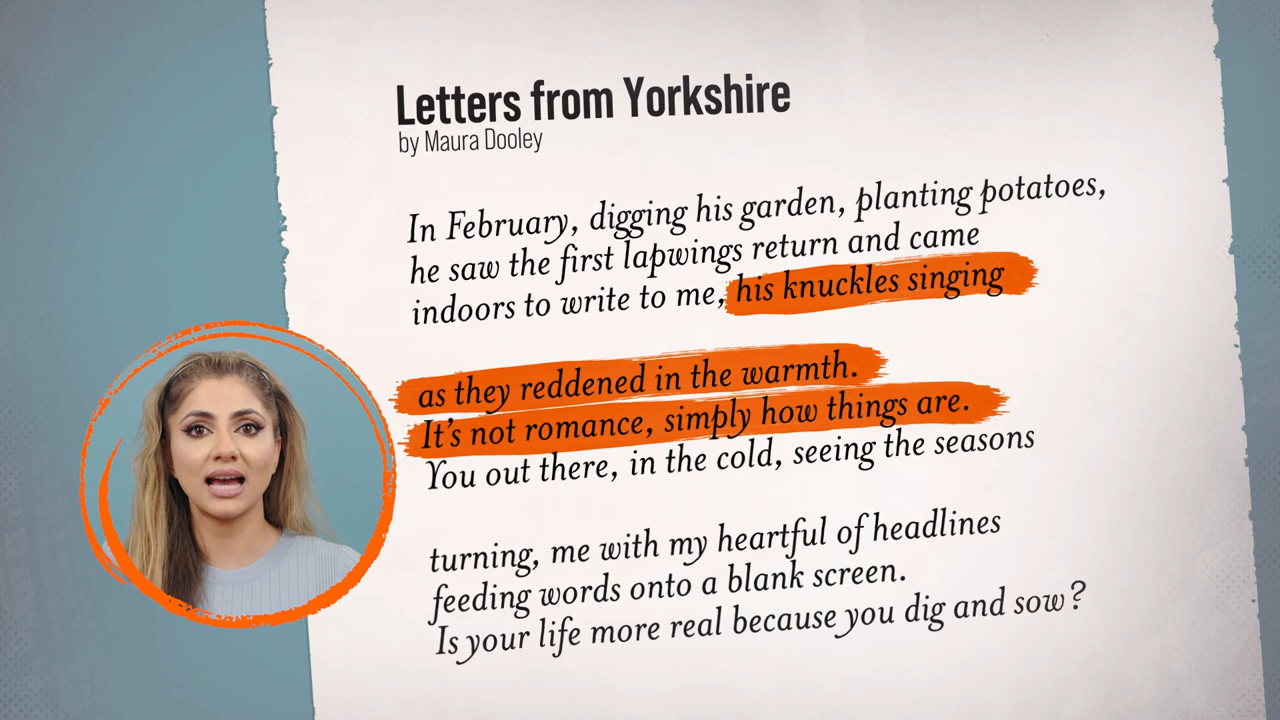 Letters from Yorkshire
by Maura Dooley
In February, digging his garden, planting potatoes,
he saw the first lapwings return and came
indoors to write to me, his knuckles singing
as they reddened in the warmth.
It's not romance, simply how things are.
You out there, in the cold, seeing the seasons
turning, me with my heartful of headlines
feeding words onto a blank screen.
Is your life more real because you dig and sow?